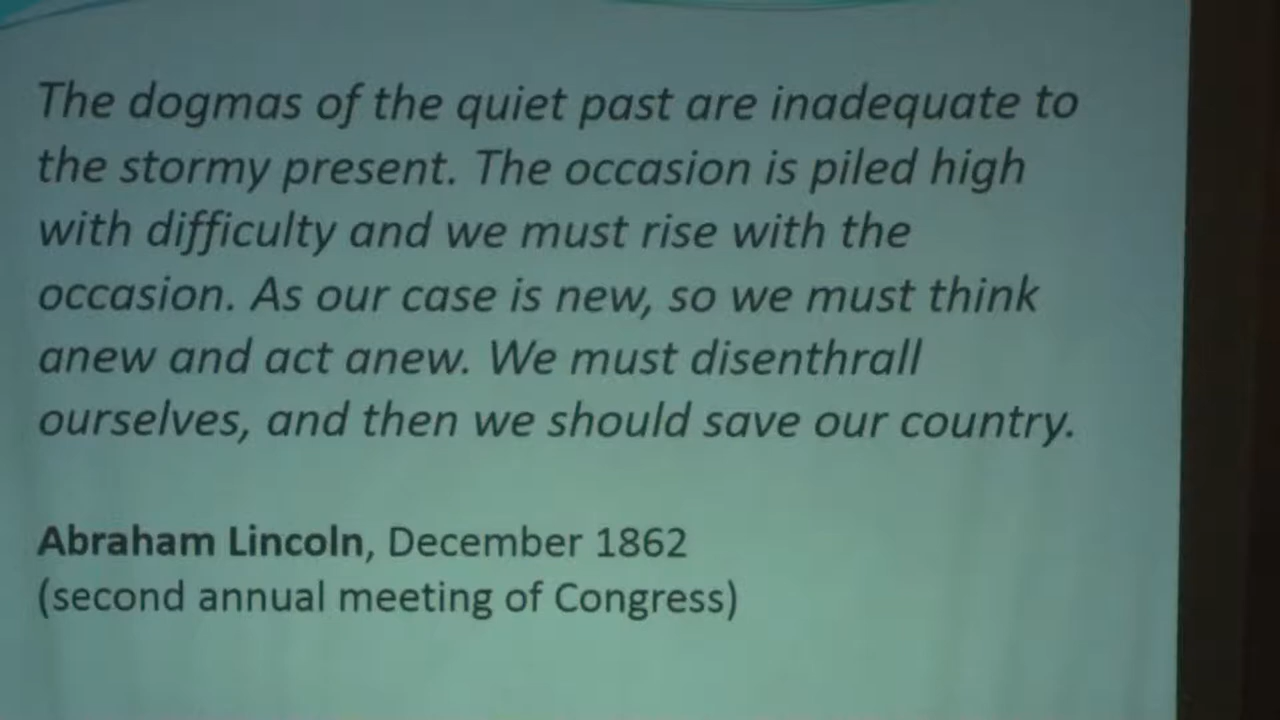 The dogmas of the quiet past are inadequate to
the stormy present. The occasion is piled high
with difficulty and we must rise with the
occasion. As our case is new, so we must think
anew and act anew. We must disenthrall
ourselves, and then we should save our country.
Abraham Lincoln, December 1862
(second annual meeting of Congress)